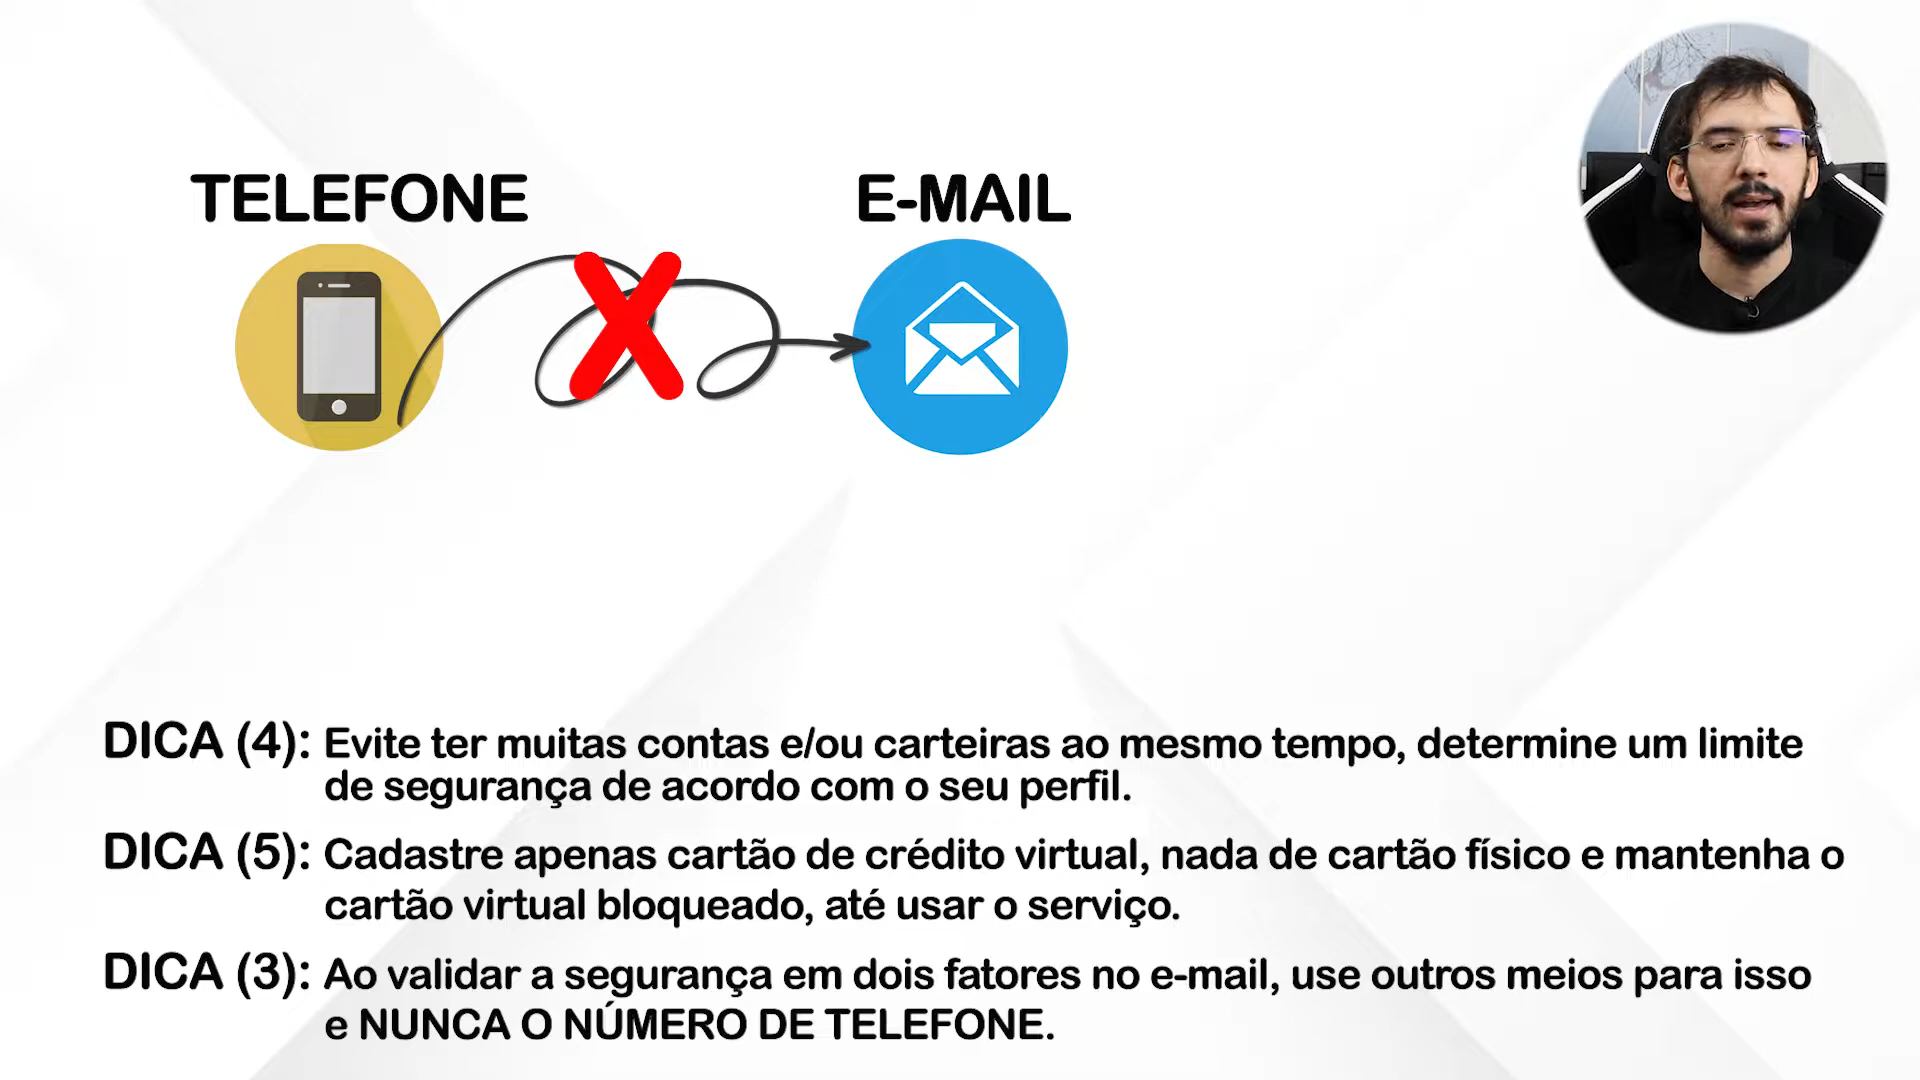 TELEFONE
E-MAIL
DICA (4): Evite ter muitas contas e/ou carteiras ao mesmo tempo, determine um limite
de segurança de acordo com o seu perfil.
DICA (5): Cadastre apenas cartão de crédito virtual, nada de cartão físico e mantenha o
cartão virtual bloqueado, até usar o serviço.
DICA (3): Ao validar a segurança em dois fatores no e-mail, use outros meios para isso
e NUNCA O NÚMERO DE TELEFONE.